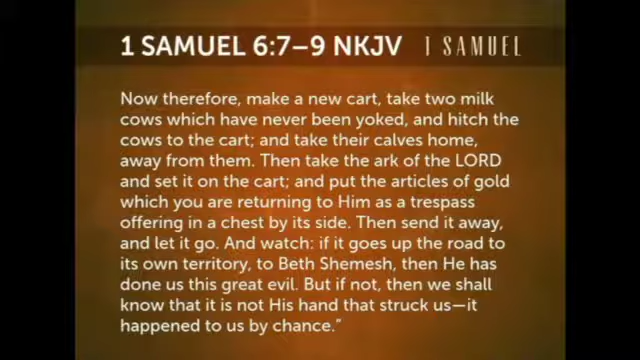 1 SAMUEL 6:7–9 NKJV 1 SAMUEL
Now therefore, make a new cart, take two milk
cows which have never been yoked, and hitch the
cows to the cart; and take their calves home,
away from them. Then take the ark of the LORD
and set it on the cart; and put the articles of gold
which you are returning to Him as a trespass
offering in a chest by its side. Then send it away,
and let it go. And watch: if it goes up the road to
its own territory, to Beth Shemesh, then He has
done us this great evil. But if not, then we shall
know that it is not His hand that struck us—it
happened to us by chance.”